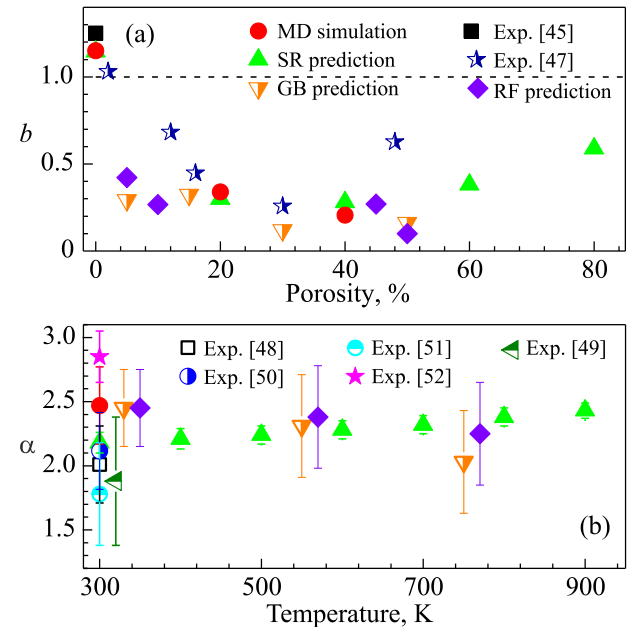 (a)
MD simulation
Exp. [45]
SR prediction
Exp. [47]
GB prediction
RF prediction
b
1.0
0.5
0
0 20 40 60 80
Porosity, %
(b)
Exp. [48]
Exp. [51]
Exp. [49]
Exp. [50]
Exp. [52]
α
3.0
2.5
2.0
1.5
300 500 700 900
Temperature, K